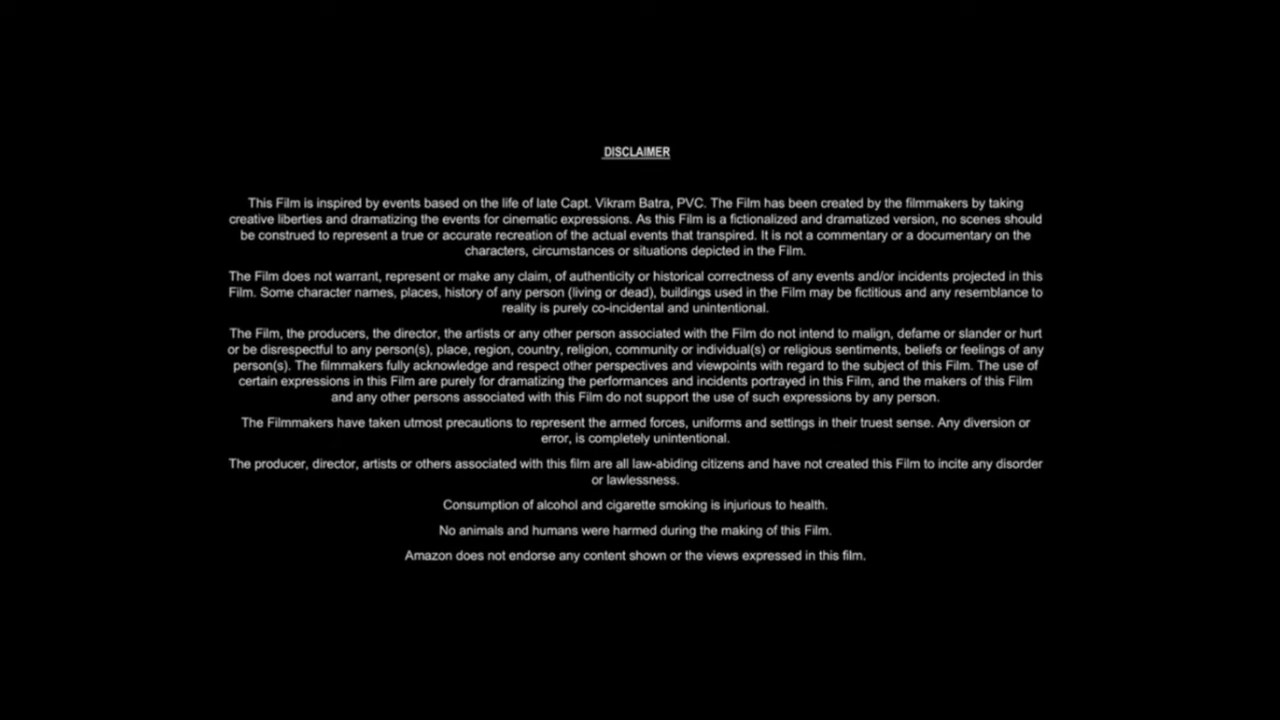 DISCLAIMER
This Film is inspired by events based on the life of late Capt. Vikram Batra, PVC. The Film has been created by the filmmakers by taking
creative liberties and dramatizing the events for cinematic expressions. As this Film is a fictionalized and dramatized version, no scenes should
be construed to represent a true or accurate recreation of the actual events that transpired. It is not a commentary or a documentary on the
characters, circumstances or situations depicted in the Film.
The Film does not warrant, represent or make any claim, of authenticity or historical correctness of any events and/or incidents projected in this
Film. Some character names, places, history of any person (living or dead), buildings used in the Film may be fictitious and any resemblance to
reality is purely co-incidental and unintentional.
The Film, the producers, the director, the artists or any other person associated with the Film do not intend to malign, defame or slander or hurt
or be disrespectful to any person(s), place, region, country, religion, community or individual(s) or religious sentiments, beliefs or feelings of any
person(s). The filmmakers fully acknowledge and respect other perspectives and viewpoints with regard to the subject of this Film. The use of
certain expressions in this Film are purely for dramatizing the performances and incidents portrayed in this Film, and the makers of this Film
and any other persons associated with this Film do not support the use of such expressions by any person.
The Filmmakers have taken utmost precautions to represent the armed forces, uniforms and settings in their truest sense. Any diversion or
error, is completely unintentional.
The producer, director, artists or others associated with this film are all law-abiding citizens and have not created this Film to incite any disorder
or lawlessness.
Consumption of alcohol and cigarette smoking is injurious to health.
No animals and humans were harmed during the making of this Film.
Amazon does not endorse any content shown or the views expressed in this film.